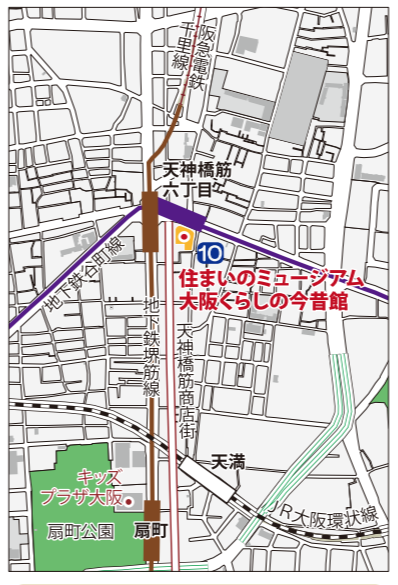 阪急電鉄
千里線
天神橋筋
六丁目
10
住まいのミュージアム
大阪くらしの今昔館
地下鉄谷町線
地下鉄堺筋線
天神橋筋商店街
天満
キッズ
プラザ大阪
扇町公園
扇町
JR大阪環状線